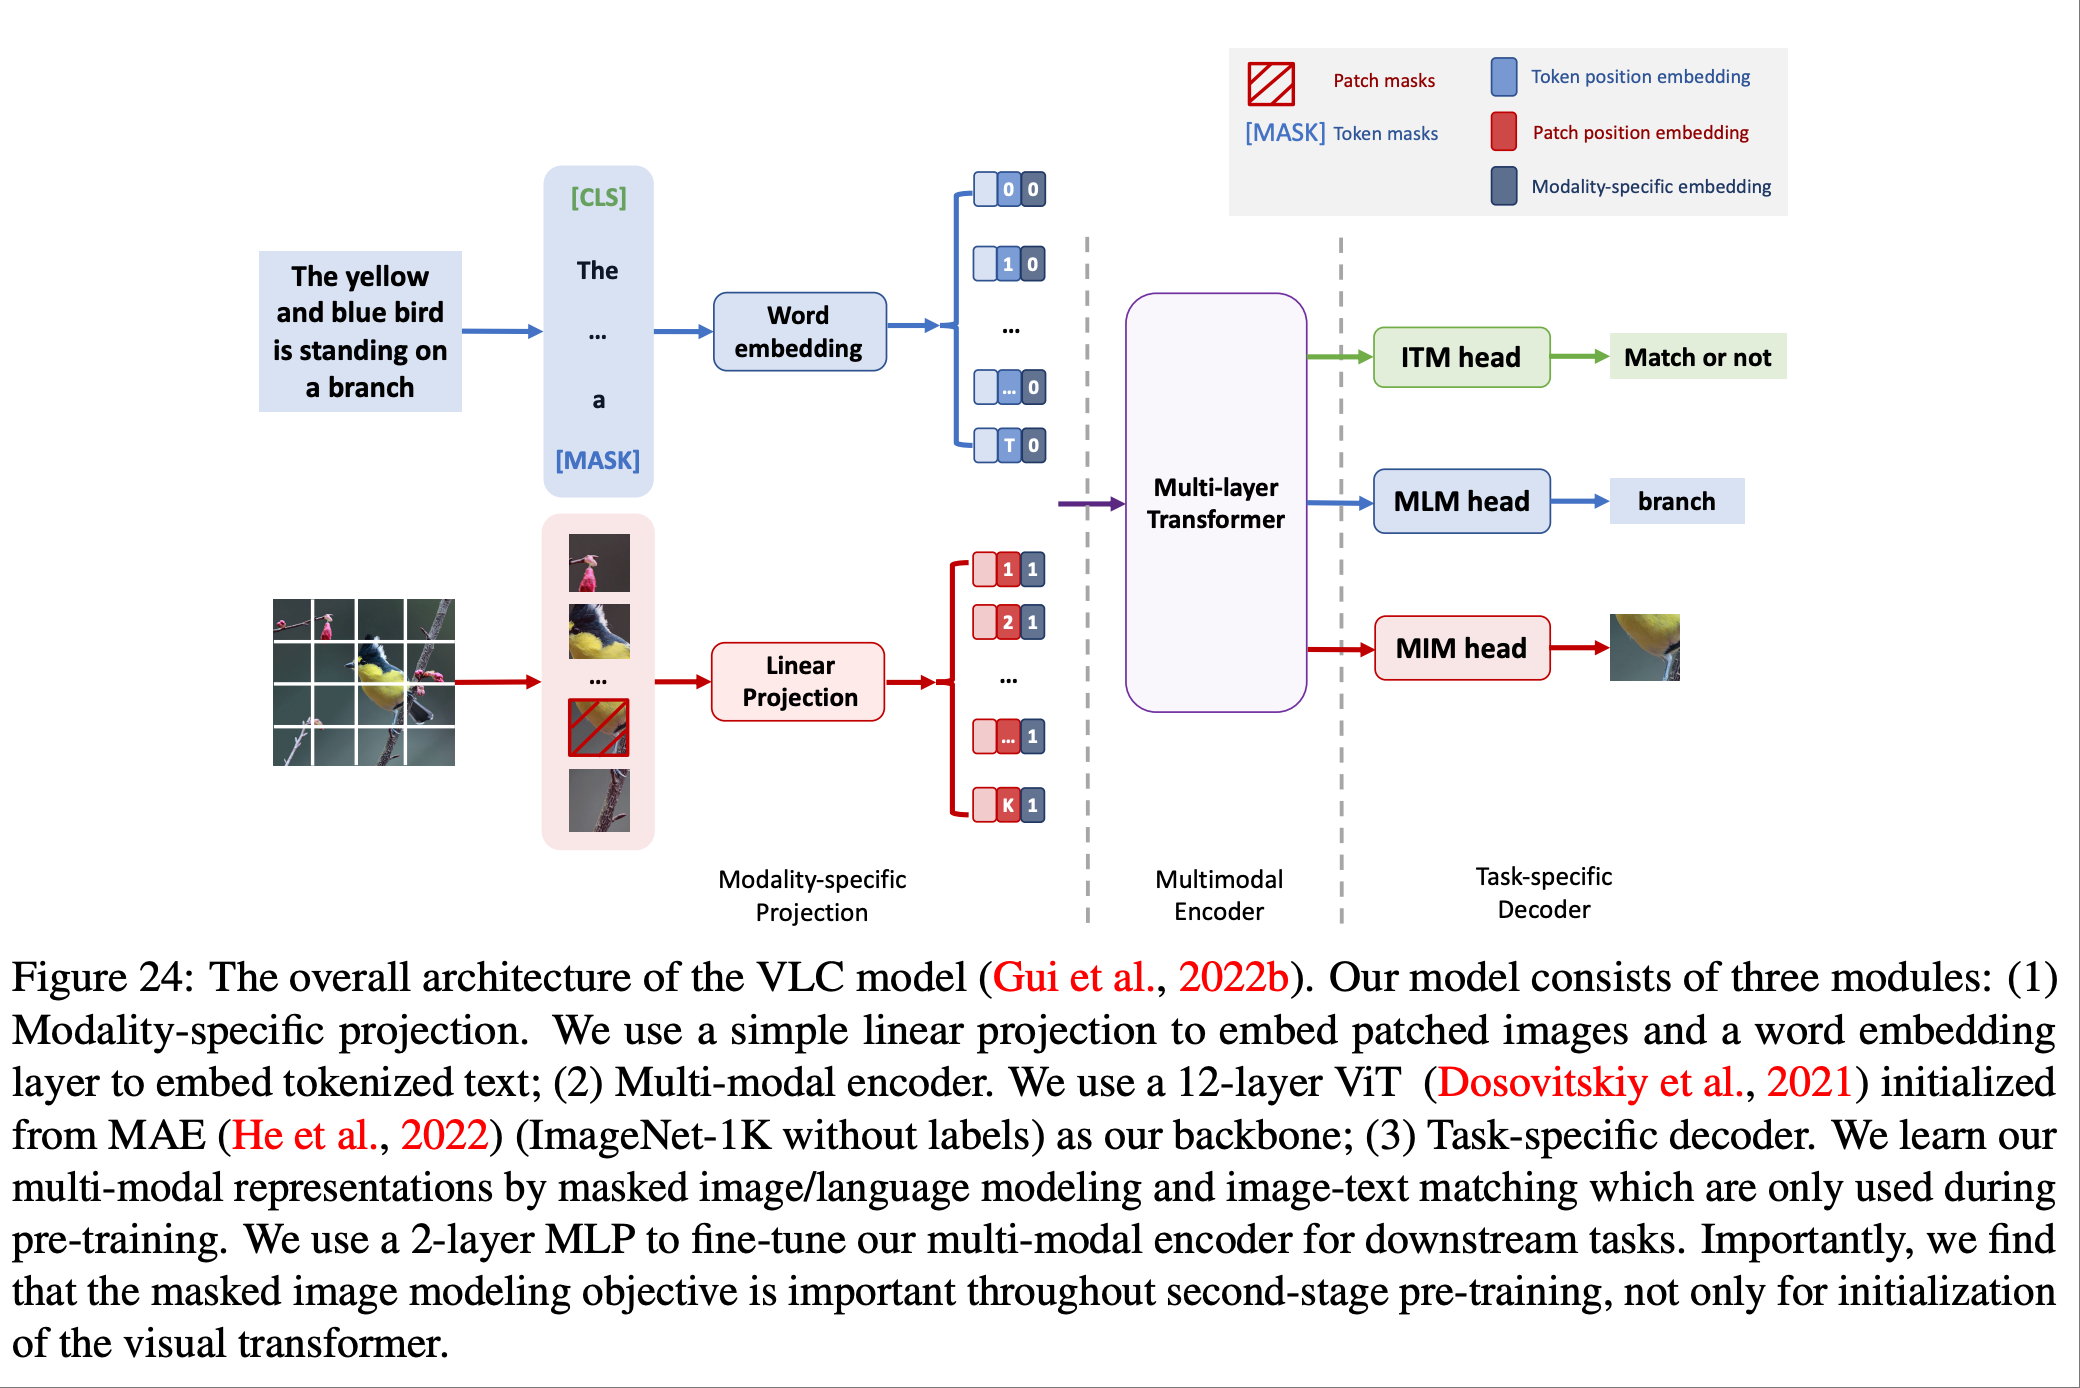 Patch masks
[MASK] Token masks
Token position embedding
Patch position embedding
Modality-specific embedding
The yellow
and blue bird
is standing on
a branch
[CLS]
The
...
a
[MASK]
Word
embedding
0 0
1 0
...
... 0
T 0
...
Linear
Projection
1 1
2 1
...
... 1
K 1
Multi-layer
Transformer
ITM head
Match or not
MLM head
branch
MIM head
Modality-specific
Projection
Multimodal
Encoder
Task-specific
Decoder
Figure 24: The overall architecture of the VLC model (Gui et al., 2022b). Our model consists of three modules: (1)
Modality-specific projection. We use a simple linear projection to embed patched images and a word embedding
layer to embed tokenized text; (2) Multi-modal encoder. We use a 12-layer ViT (Dosovitskiy et al., 2021) initialized
from MAE (He et al., 2022) (ImageNet-1K without labels) as our backbone; (3) Task-specific decoder. We learn our
multi-modal representations by masked image/language modeling and image-text matching which are only used during
pre-training. We use a 2-layer MLP to fine-tune our multi-modal encoder for downstream tasks. Importantly, we find
that the masked image modeling objective is important throughout second-stage pre-training, not only for initialization
of the visual transformer.